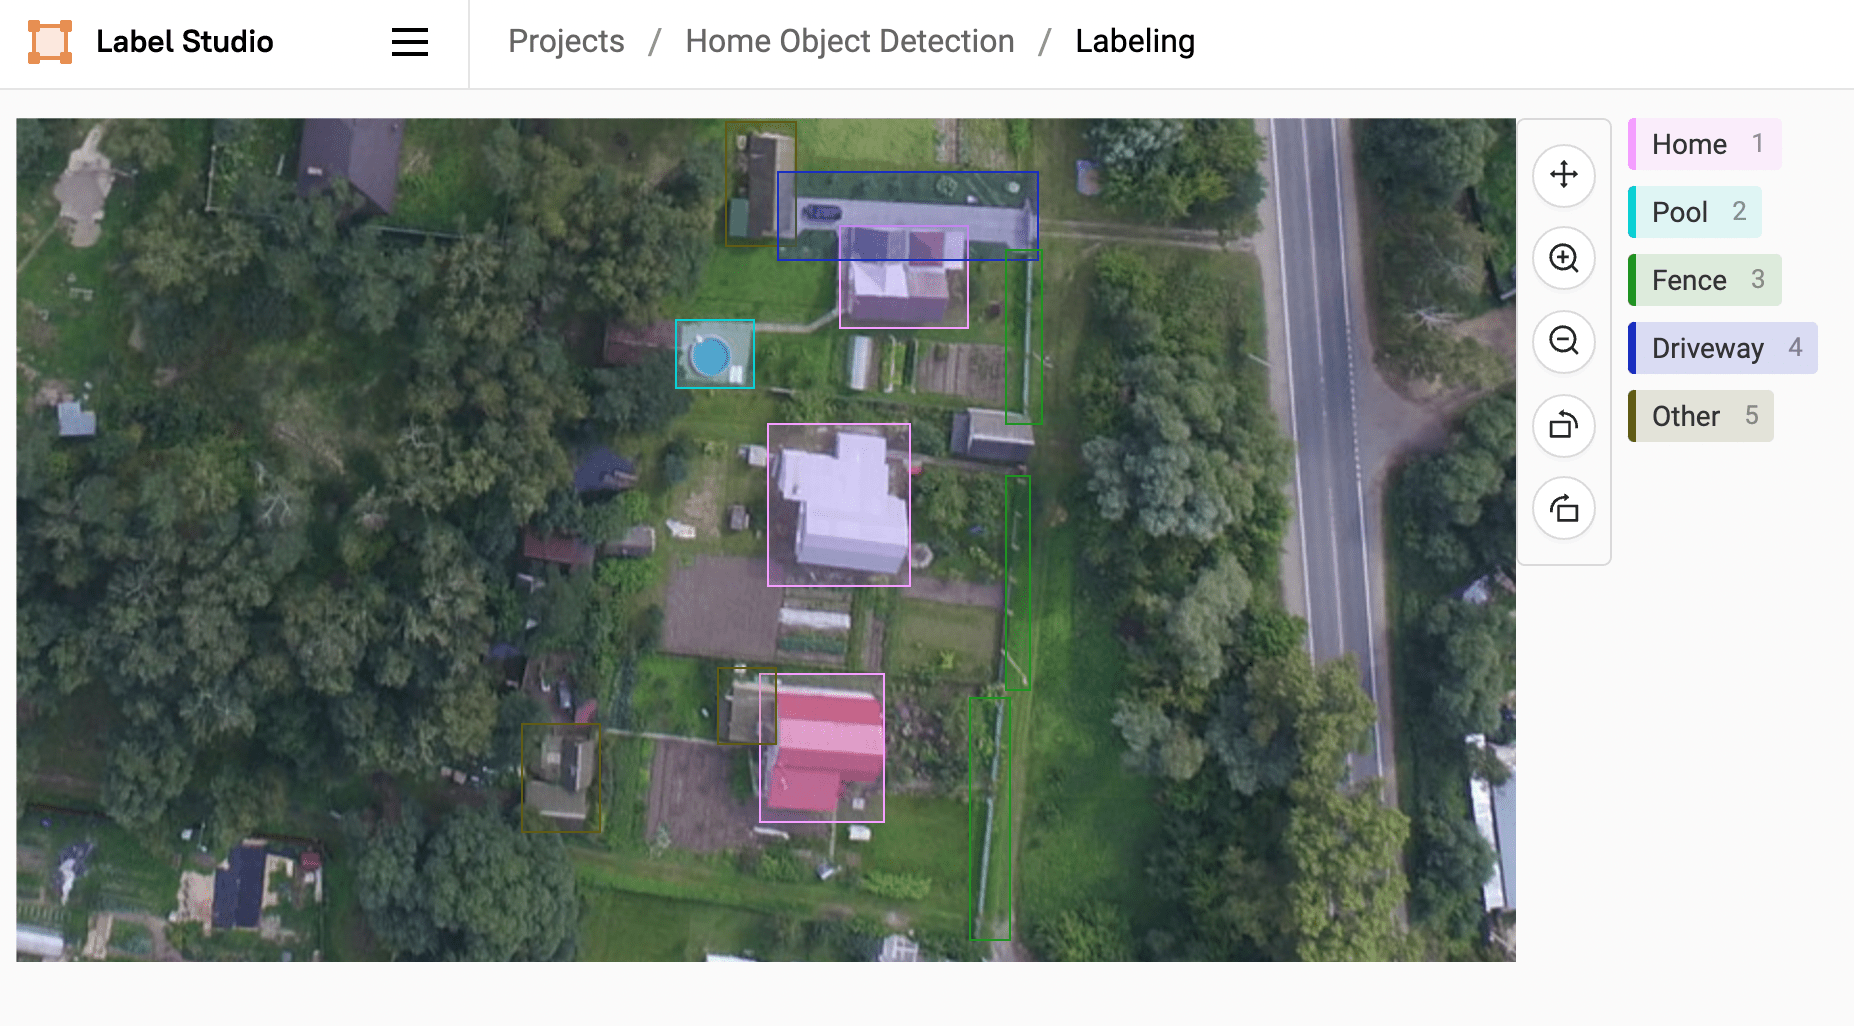 Label Studio
Projects / Home Object Detection / Labeling
Home 1
Pool 2
Fence 3
Driveway 4
Other 5